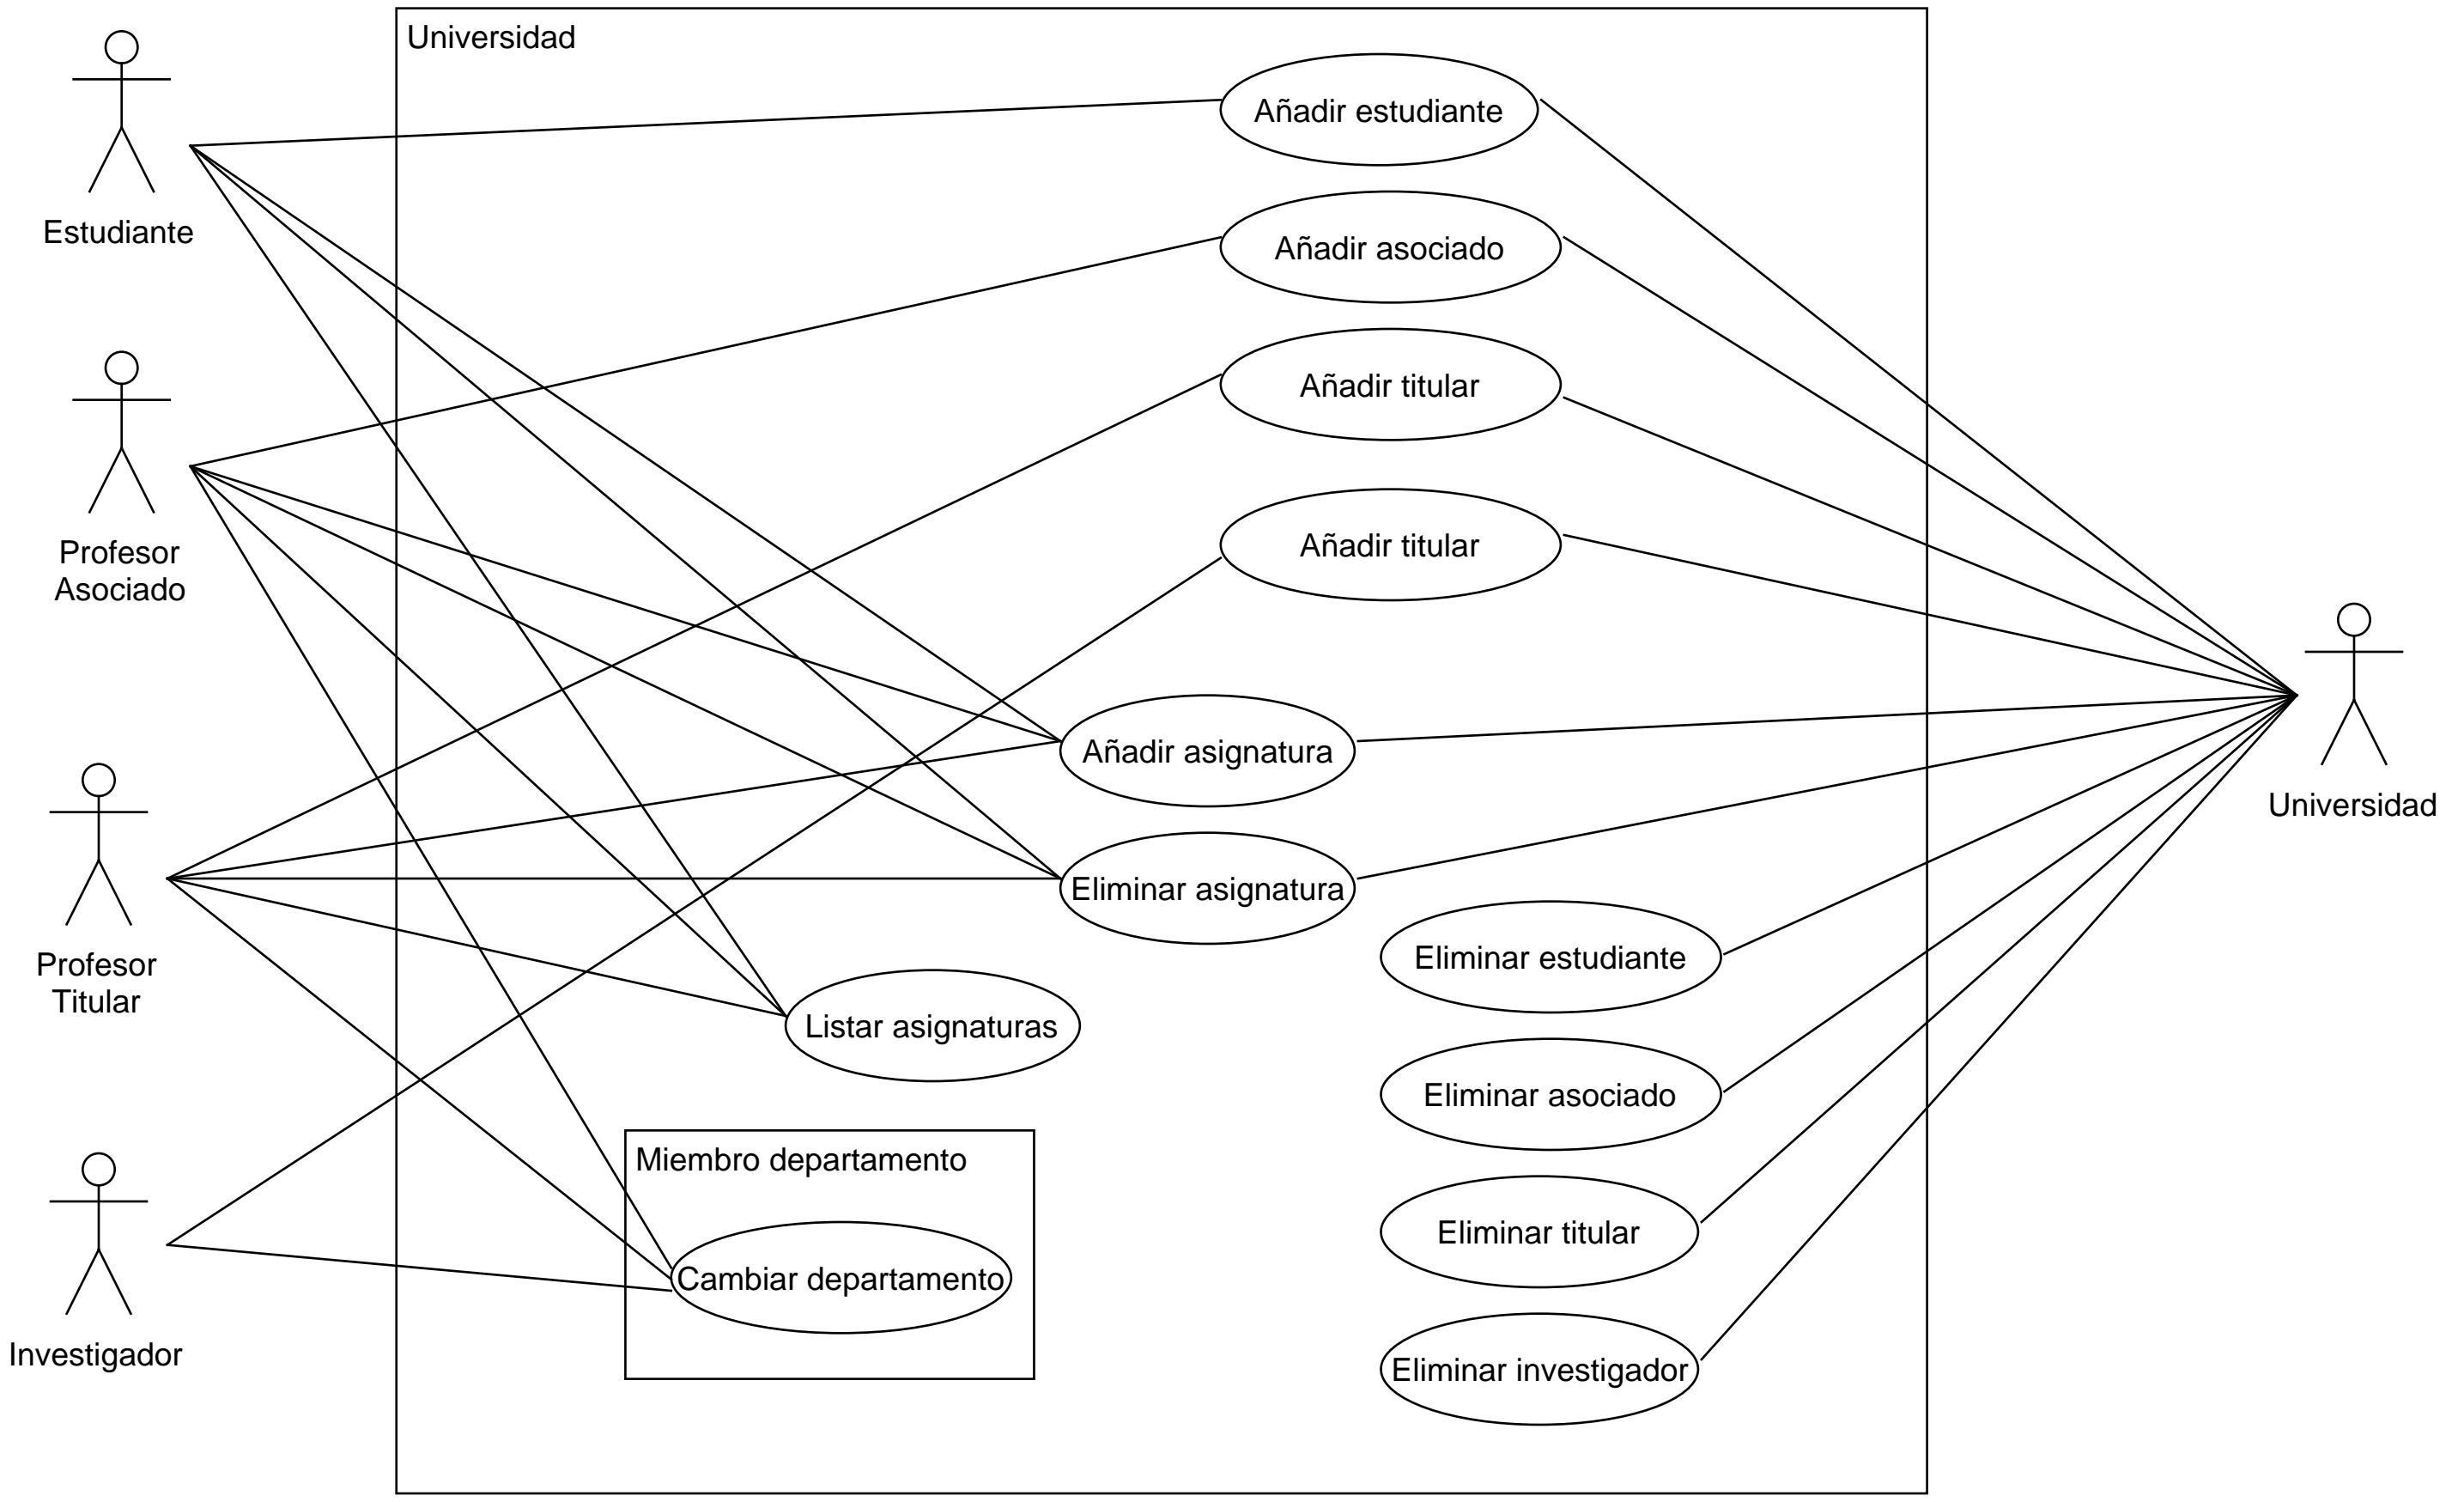 Universidad
Añadir estudiante
Estudiante
Añadir asociado
Añadir titular
Profesor
Asociado
Añadir titular
Añadir asignatura
Universidad
Eliminar asignatura
Eliminar estudiante
Profesor
Titular
Listar asignaturas
Eliminar asociado
Miembro departamento
Eliminar titular
Cambiar departamento
Investigador
Eliminar investigador